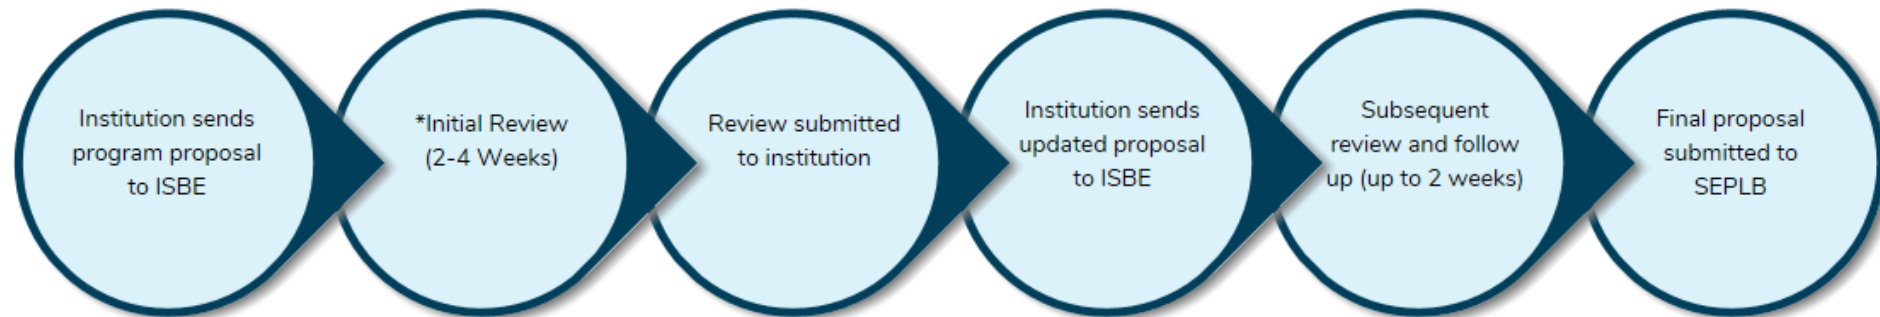 Institution sends
program proposal
to ISBE
*Initial Review
(2-4 Weeks)
Review submitted
to institution
Institution sends
updated proposal
to ISBE
Subsequent
review and follow
up (up to 2 weeks)
Final proposal
submitted to
SEPLB